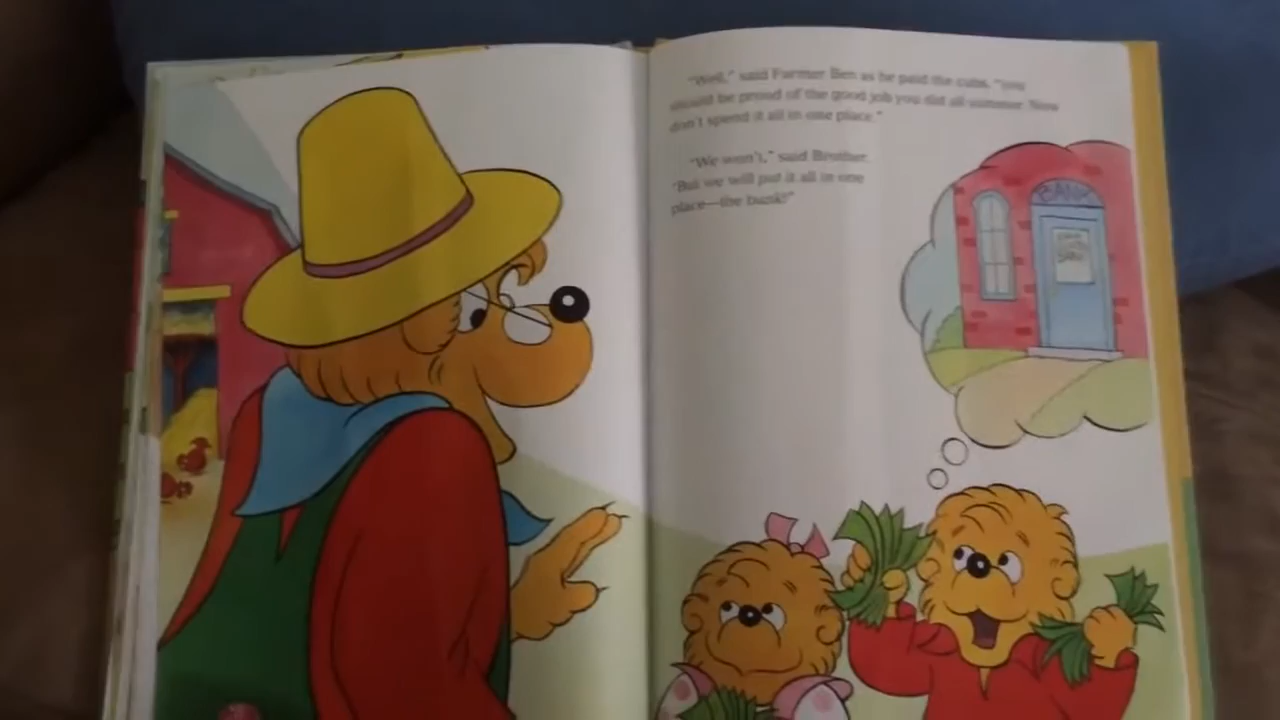 "Well," said Farmer Ben as he paid the cubs, "you
should be proud of the good job you did all summer. Now
don't spend it all in one place."
"We won't," said Brother.
"But we will put it all in one
place—the bank!"
BANK